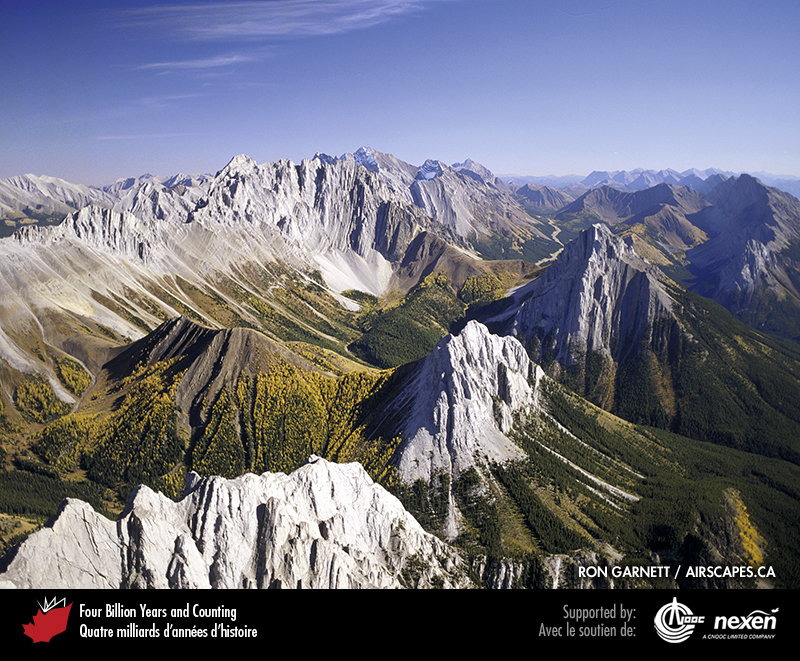 RON GARNETT / AIRSCAPES.CA
Four Billion Years and Counting
Quatre milliards d'années d'histoire
Supported by:
Avec le soutien de:
CNOOC
nexen
A CNOOC LIMITED COMPANY